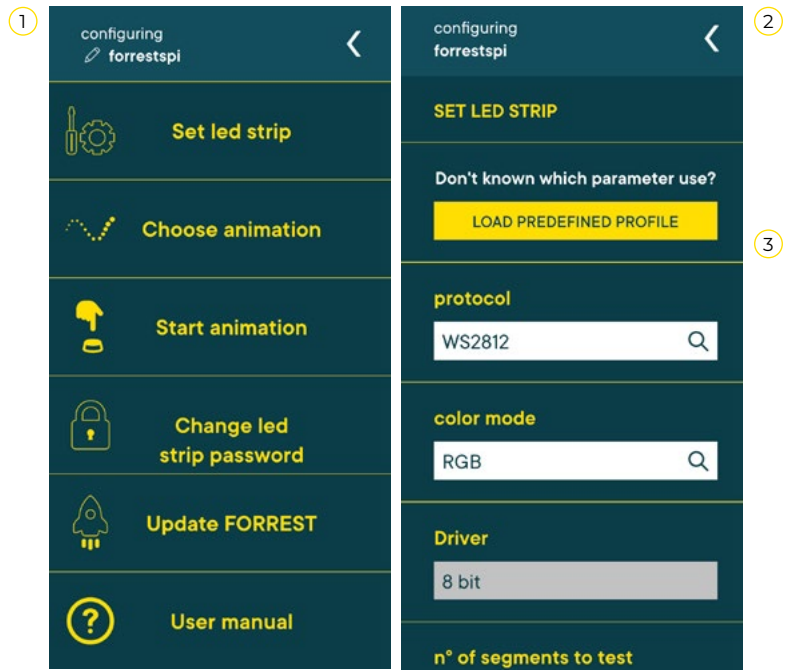 1
configuring
forrestspi
Set led strip
Choose animation
Start animation
Change led
strip password
Update FORREST
?
User manual
2
configuring
forrestspi
SET LED STRIP
Don't known which parameter use?
LOAD PREDEFINED PROFILE
3
protocol
WS2812
color mode
RGB
Driver
8 bit
n° of segments to test